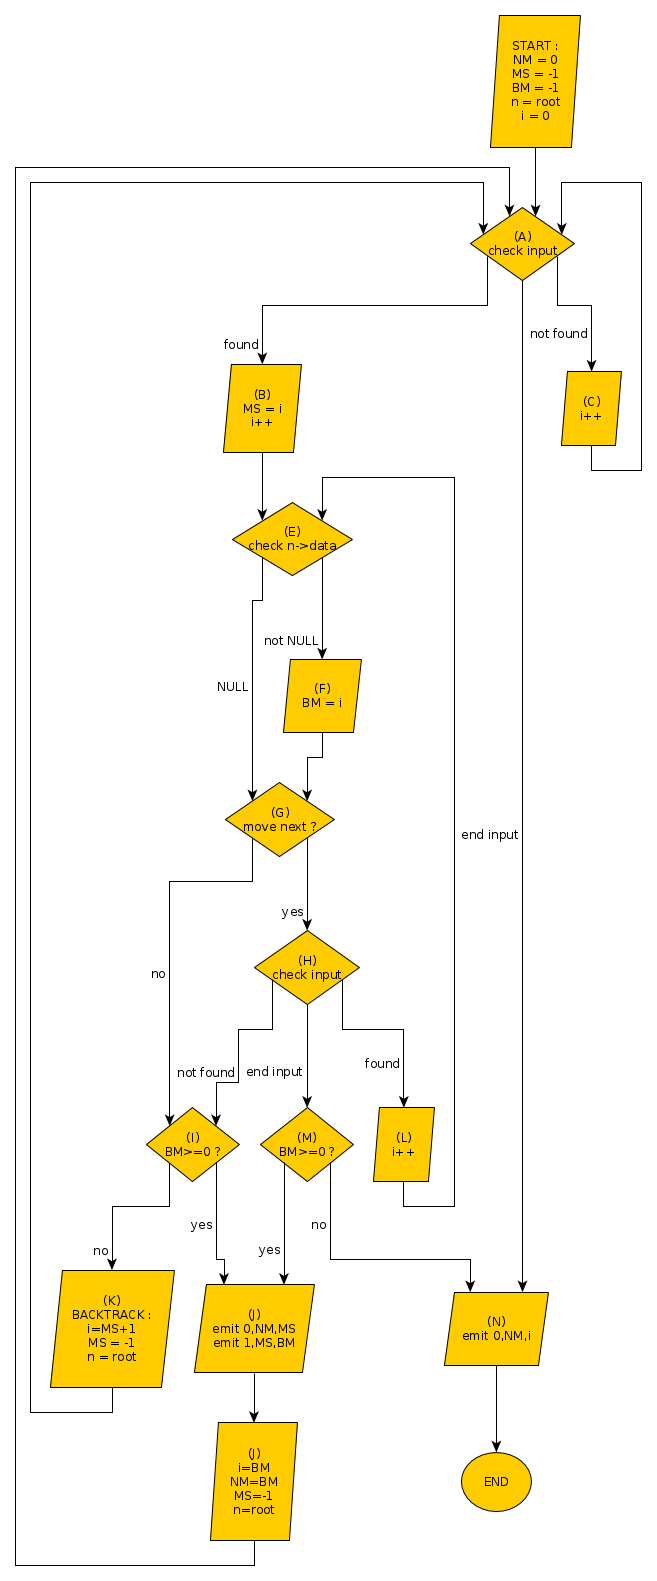 START :
NM = 0
MS = -1
BM = -1
n = root
i = 0
(A)
check input
not found
found
(B)
MS = i
i++
(C)
i++
(E)
check n->data
not NULL
NULL
(F)
BM = i
(G)
move next ?
end input
yes
no
(H)
check input
not found
end input
found
(I)
BM>=0 ?
(M)
BM>=0 ?
(L)
i++
no
yes
yes
no
(K)
BACKTRACK :
i=MS+1
MS = -1
n = root
(J)
emit 0,NM,MS
emit 1,MS,BM
(N)
emit 0,NM,i
(J)
i=BM
NM=BM
MS=-1
n=root
END